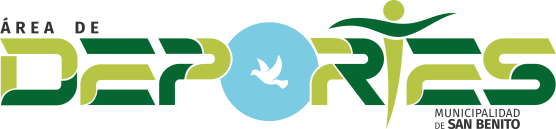 ÁREA DE
DEPORTES
MUNICIPALIDAD
DE SAN BENITO